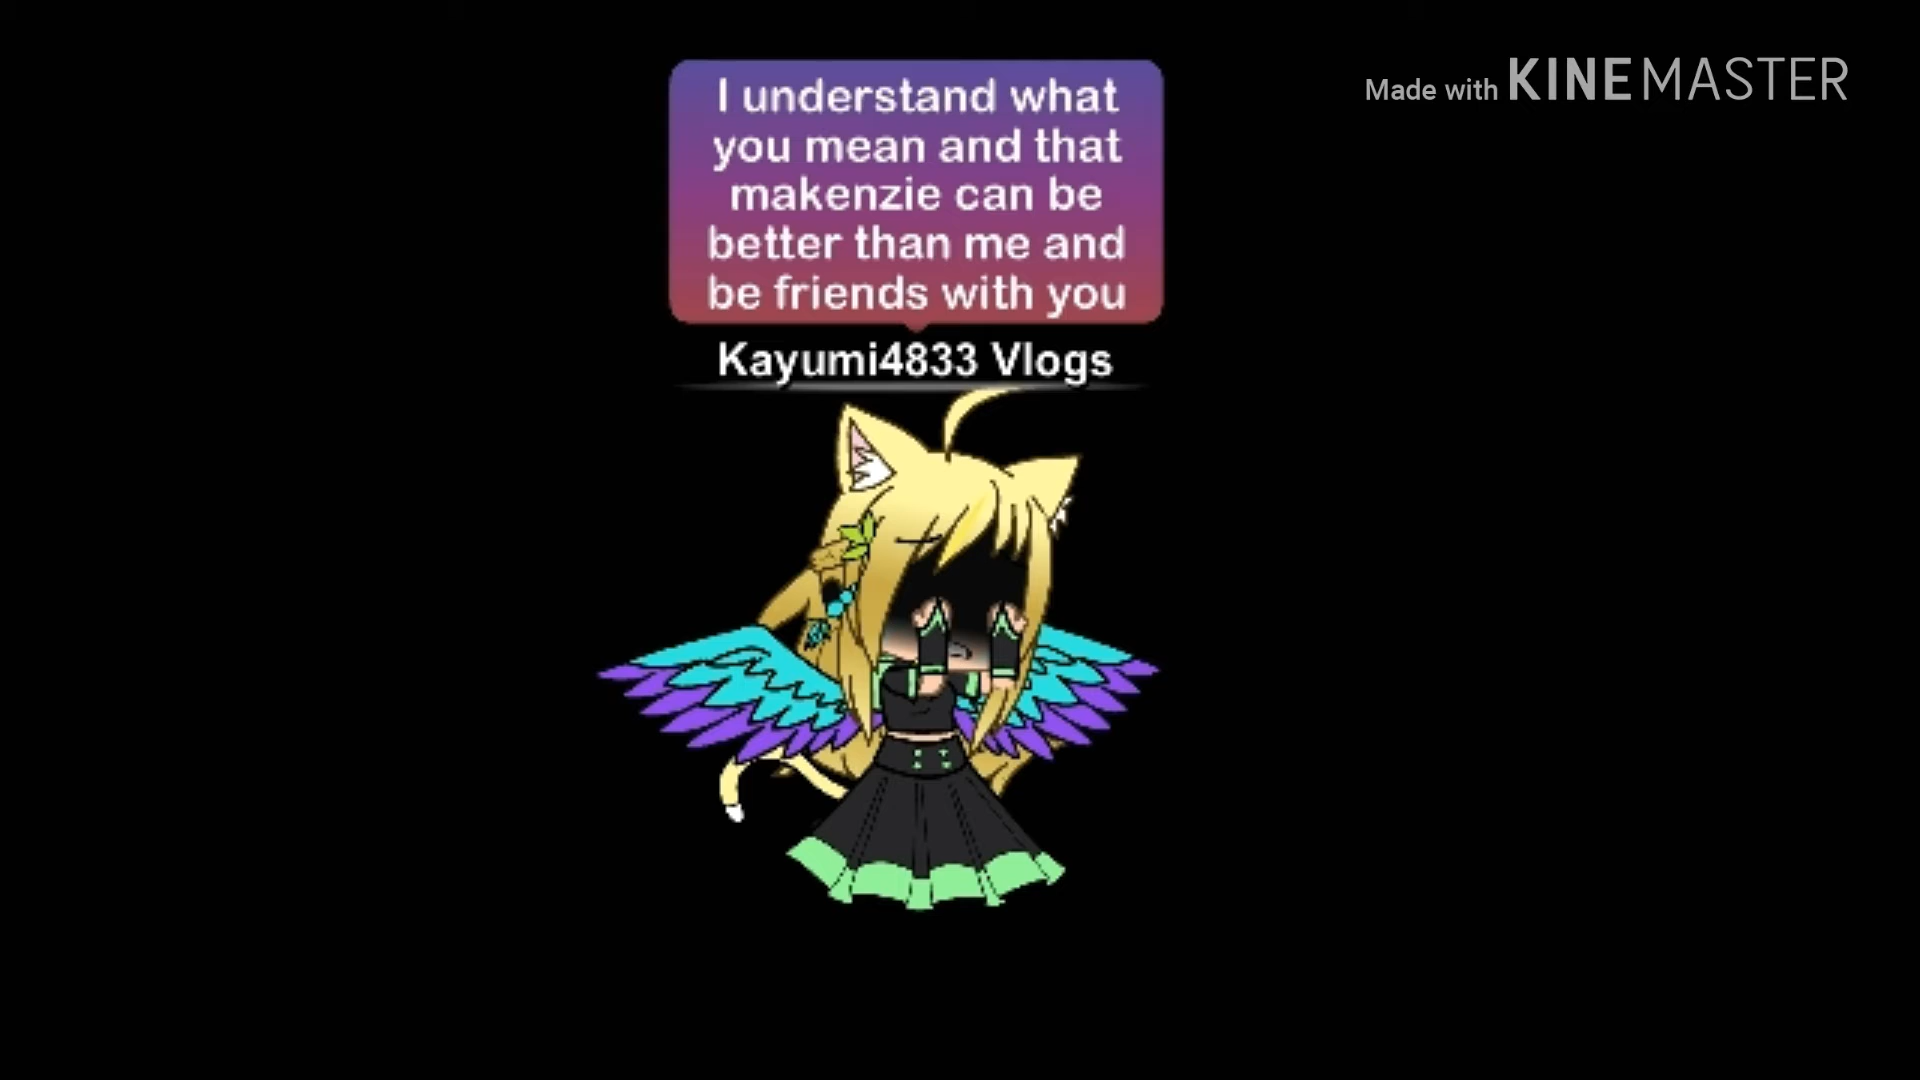 Made with KINEMASTER
I understand what
you mean and that
makenzie can be
better than me and
be friends with you
Kayumi4833 Vlogs